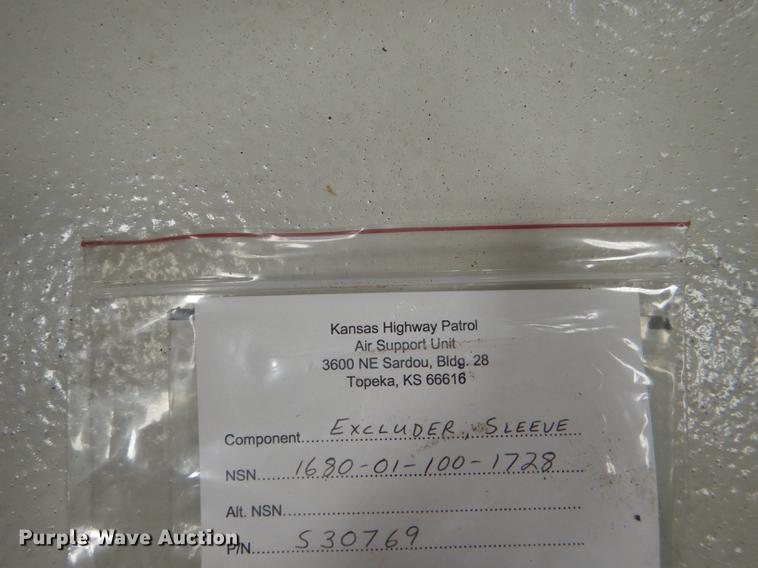 Kansas Highway Patrol
Air Support Unit
3600 NE Sardou, Bldg. 28
Topeka, KS 66616
Component....EXCLUDER, SLEEVE
NSN....1680-01-100-1728
Alt. NSN....
P/N....530769
Purple Wave Auction